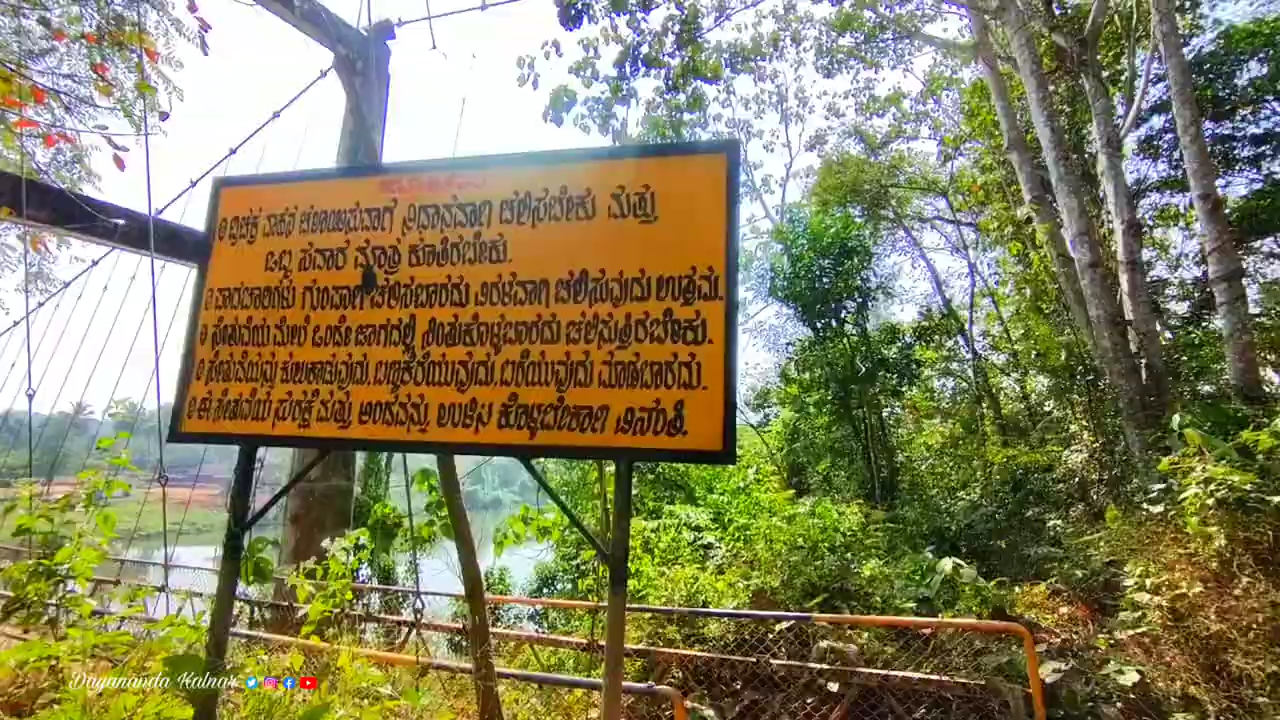 ದ್ವಿಚಕ್ರ ವಾಹನ ಚಲಾಯಿಸುವಾಗ ನಿಧಾನವಾಗಿ ಚಲಿಸಬೇಕು ಮತ್ತು
ಒಬ್ಬ ಸವಾರ ಮಾತ್ರ ಕೂತಿರಬೇಕು.
ಪಾದಚಾರಿಗಳು ಗುಂಪಾಗಿ ಚಲಿಸಬಾರದು ವಿರಳವಾಗಿ ಚಲಿಸುವುದು ಉತ್ತಮ.
ಸೇತುವೆಯ ಮೇಲೆ ಒಂದೇ ಜಾಗದಲ್ಲಿ ನಿಂತುಕೊಳ್ಳಬಾರದು ಚಲಿಸುತ್ತಿರಬೇಕು.
ಸೇತುವೆಯನ್ನು ಕುಲುಕಾಡುವುದು. ಬಣ್ಣಕೆರೆಯುವುದು. ಬರೆಯುವುದು ಮಾಡಬಾರದು.
ಈ ಸೇತುವೆಯ ಸುರಕ್ಷೆ ಮತ್ತು ಅಂದವನ್ನು ಉಳಿಸಿ ಕೊಳ್ಳಬೇಕಾಗಿ ವಿನಂತಿ.
Dayananda Kalnar